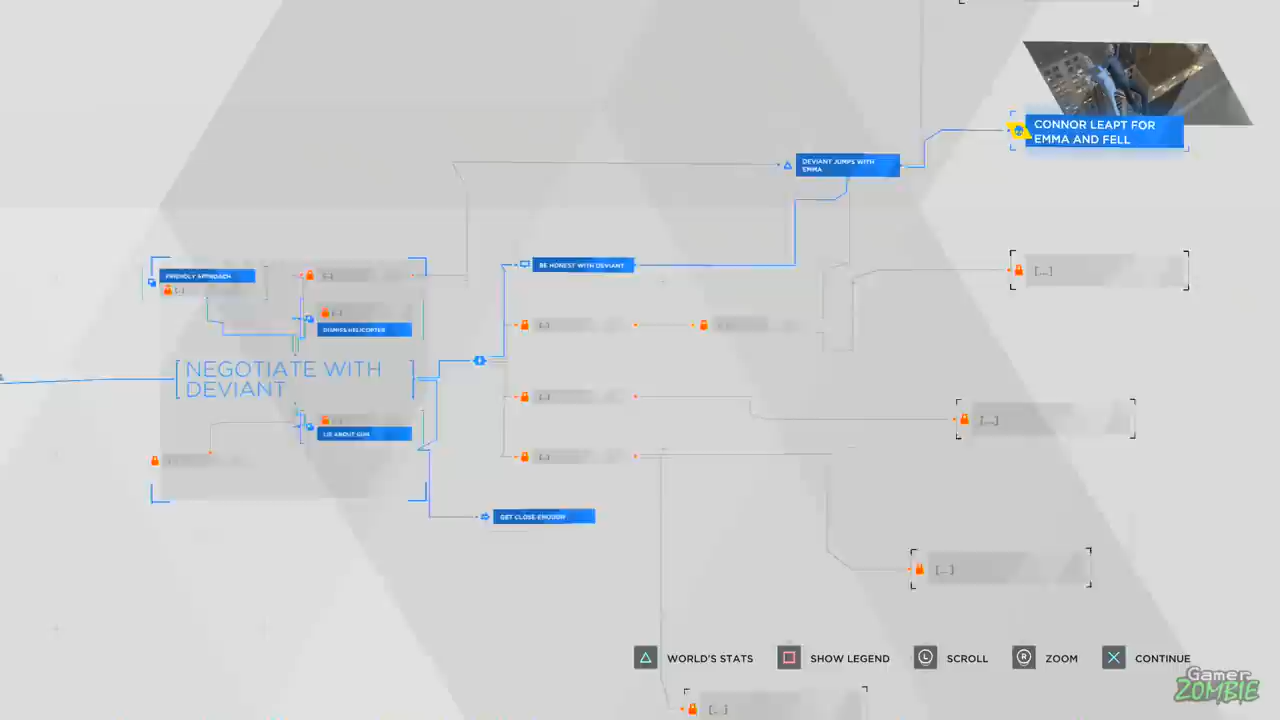 CONNOR LEAPT FOR
EMMA AND FELL
DEVIANT JUMPS WITH
EMMA
BE HONEST WITH DEVIANT
[...]
FRIENDLY APPROACH
[...]
[...]
[...]
DISMISS HELICOPTER
[...]
NEGOTIATE WITH
DEVIANT
[...]
[...]
LIE ABOUT GUN
[...]
[...]
GET CLOSE ENOUGH
[...]
WORLD'S STATS
SHOW LEGEND
L
SCROLL
R
ZOOM
CONTINUE
Gamer
ZOMBIE
[...]